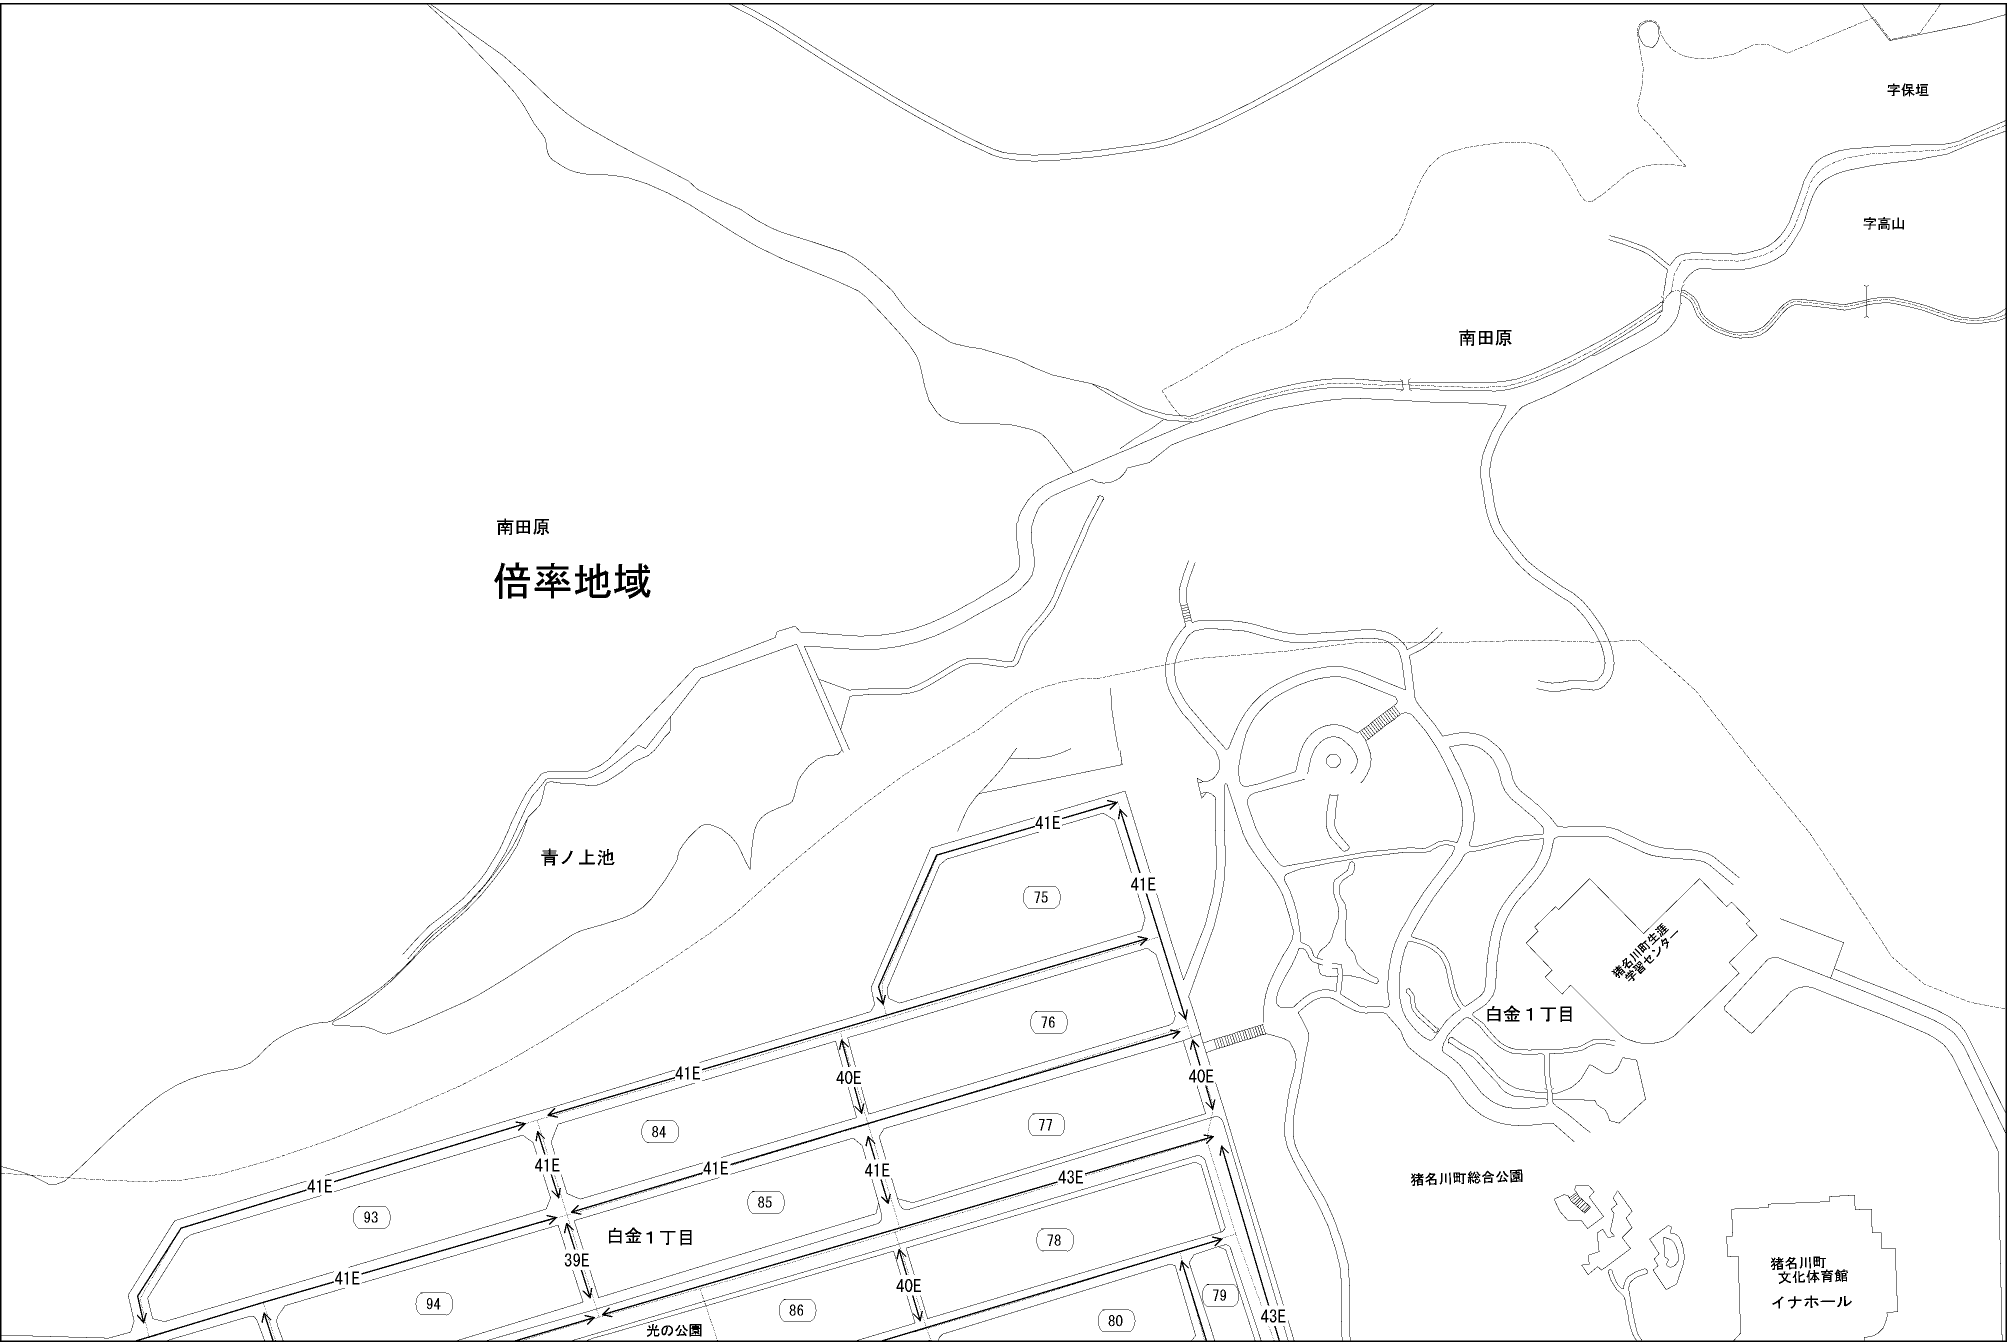 字保垣
字高山
南田原
南田原
倍率地域
41E
青ノ上池
41E
75
猪名川町生涯
学習センター
白金１丁目
76
41E
40E
40E
77
84
41E
41E
41E
43E
猪名川町総合公園
41E
85
93
白金１丁目
78
39E
猪名川町
文化体育館
イナホール
41E
40E
79
94
86
43E
80
光の公園